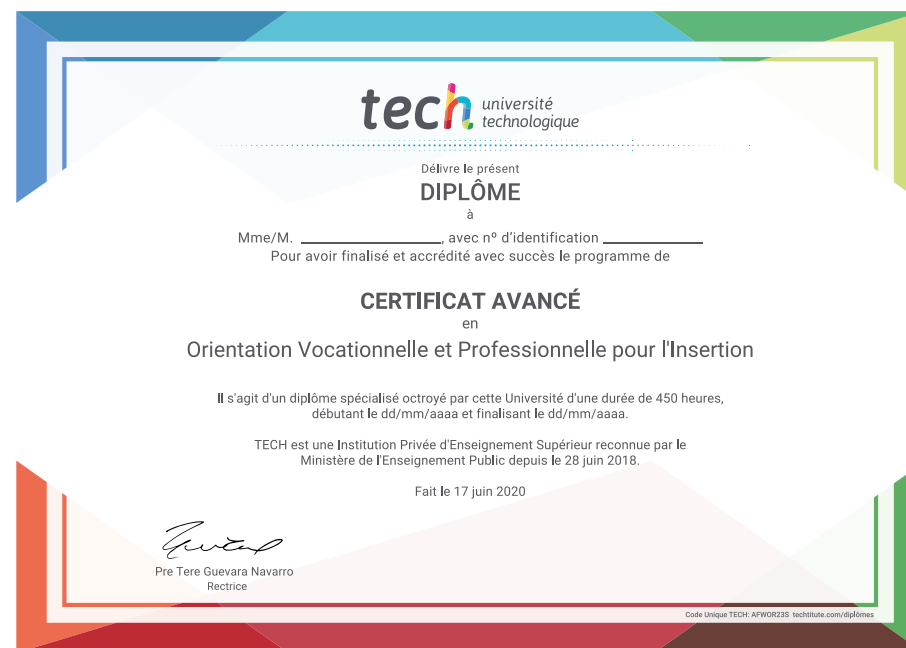 tech université
technologique
Délivre le présent
DIPLÔME
à
Mme/M. ____________________, avec nº d'identification ______________
Pour avoir finalisé et accrédité avec succès le programme de
CERTIFICAT AVANCÉ
en
Orientation Vocationnelle et Professionnelle pour l'Insertion
Il s'agit d'un diplôme spécialisé octroyé par cette Université d'une durée de 450 heures,
débutant le dd/mm/aaaa et finalisant le dd/mm/aaaa.
TECH est une Institution Privée d'Enseignement Supérieur reconnue par le
Ministère de l'Enseignement Public depuis le 28 juin 2018.
Fait le 17 juin 2020
Pre Tere Guevara Navarro
Rectrice
Code Unique TECH: AFWOR23S techtitute.com/diplômes